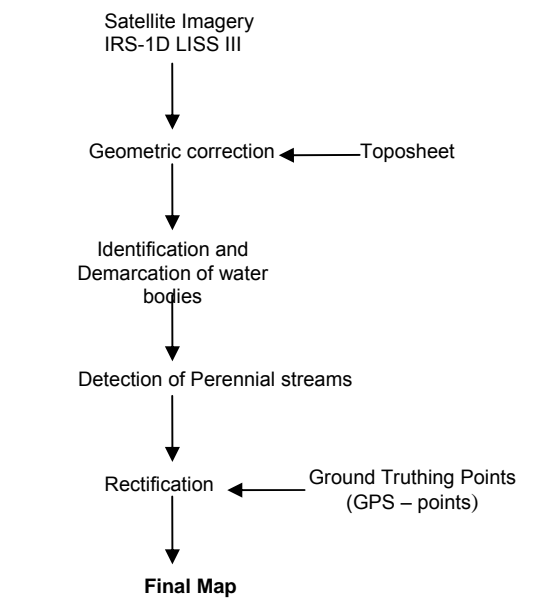 Satellite Imagery
IRS-1D LISS III
Geometric correction
Toposheet
Identification and
Demarcation of water
bodies
Detection of Perennial streams
Rectification
Ground Truthing Points
(GPS – points)
Final Map